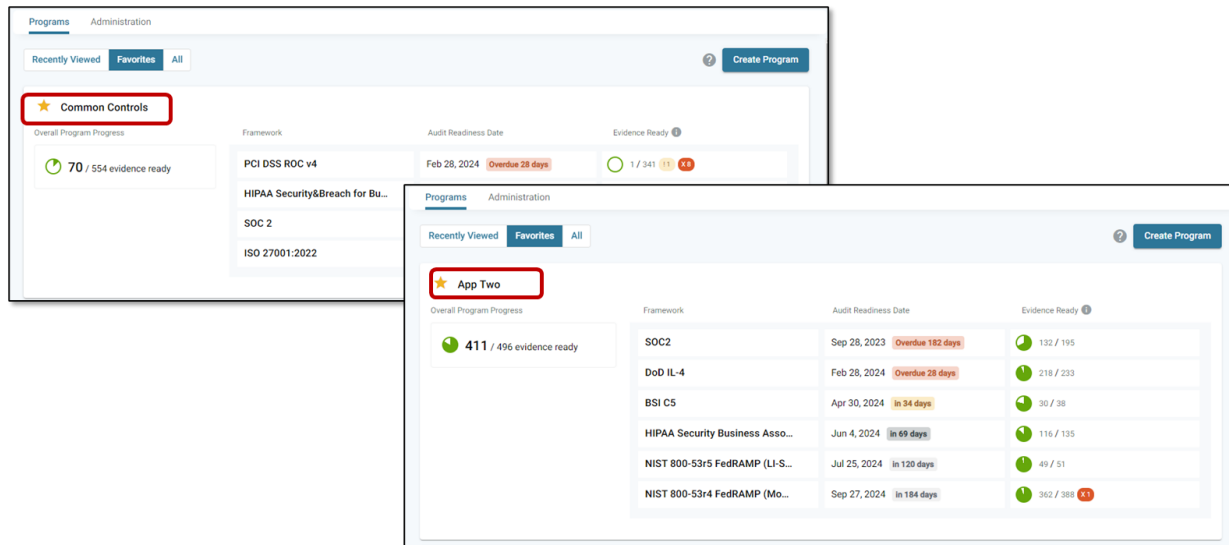 Programs Administration
Recently Viewed Favorites All ? Create Program
Common Controls
Overall Program Progress Framework Audit Readiness Date Evidence Ready i
70 / 554 evidence ready PCI DSS ROC v4 Feb 28, 2024 Overdue 28 days 1 / 341 ! 1 X 8
HIPAA Security&Breach for Bu...
SOC 2
ISO 27001:2022
Programs Administration
Recently Viewed Favorites All ? Create Program
App Two
Overall Program Progress Framework Audit Readiness Date Evidence Ready i
411 / 496 evidence ready SOC2 Sep 28, 2023 Overdue 182 days 132 / 195
DoD IL-4 Feb 28, 2024 Overdue 28 days 218 / 233
BSI C5 Apr 30, 2024 in 34 days 30 / 38
HIPAA Security Business Asso... Jun 4, 2024 in 69 days 116 / 135
NIST 800-53r5 FedRAMP (LI-S... Jul 25, 2024 in 120 days 49 / 51
NIST 800-53r4 FedRAMP (Mo... Sep 27, 2024 in 184 days 362 / 388 X 1